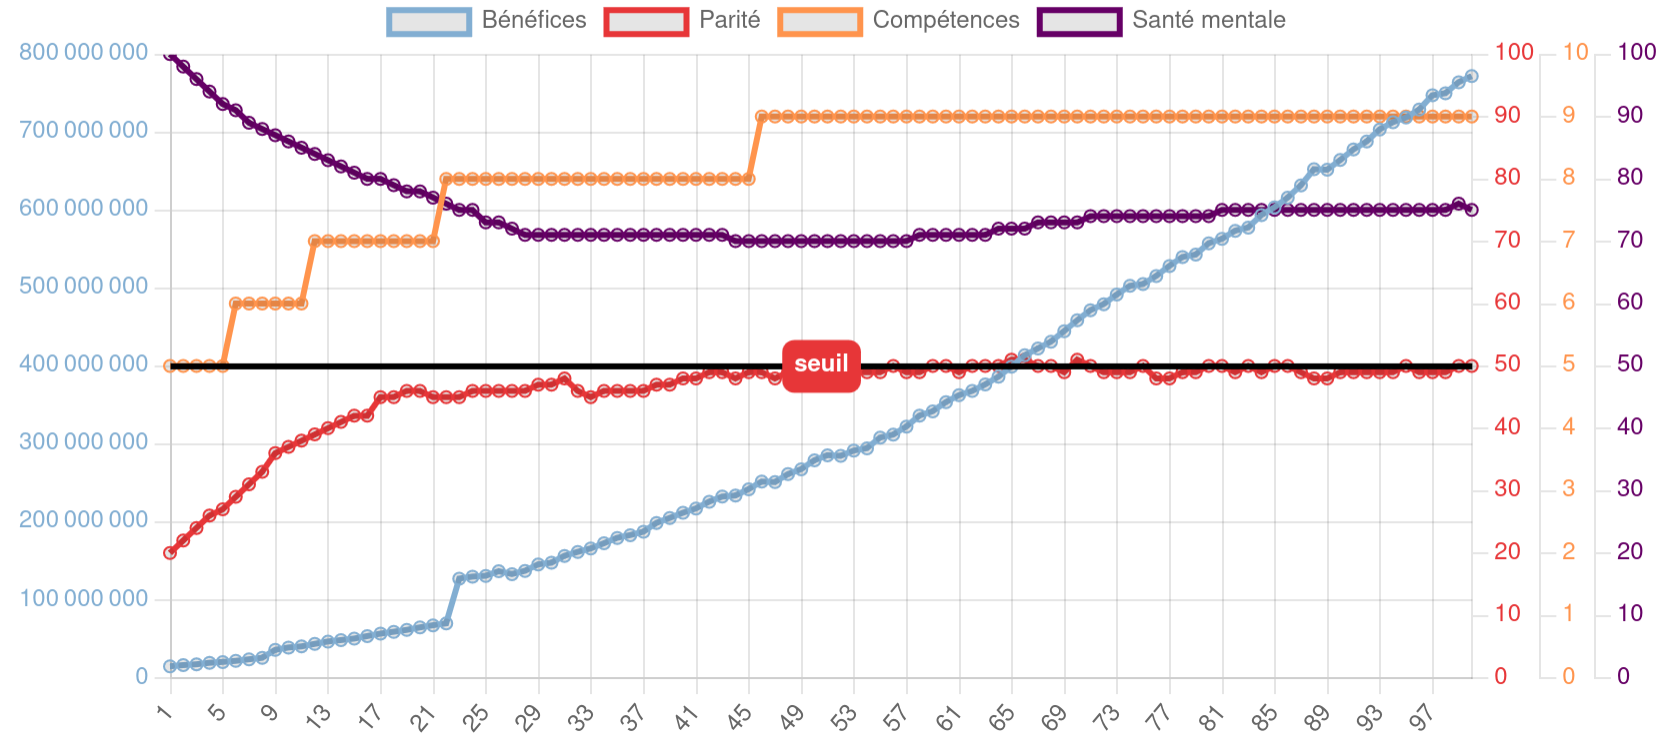 Bénéfices Parité Compétences Santé mentale
800 000 000 100 10 100
700 000 000 90 9 90
80 8 80
600 000 000 70 7 70
500 000 000 60 6 60
400 000 000 seuil 50 5 50
300 000 000 40 4 40
30 3 30
200 000 000 20 2 20
100 000 000 10 1 10
0 0 0 0
1 5 9 13 17 21 25 29 33 37 41 45 49 53 57 61 65 69 73 77 81 85 89 93 97